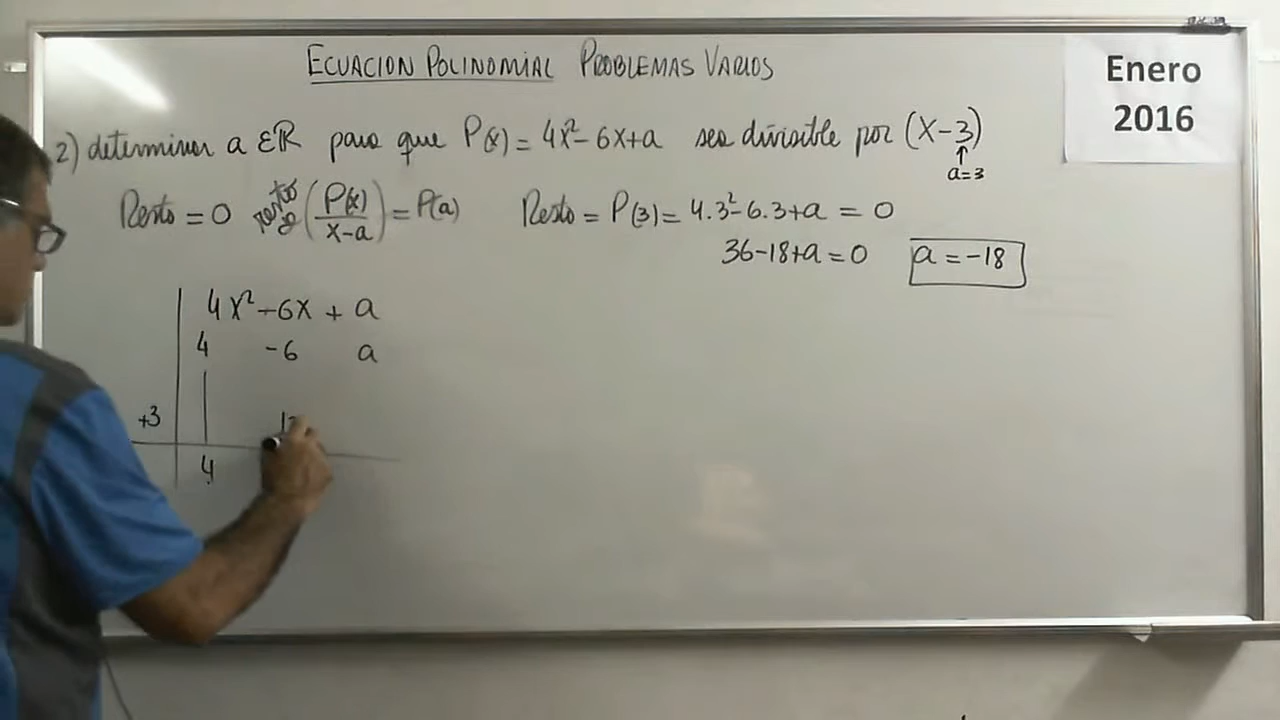 ECUACION POLINOMIAL PROBLEMAS VARIOS
Enero
2016
2) determinar a ∈ℝ para que P(x) = 4x²- 6x+a sea divisible por (x-3)
↑
a=3
Resto = 0 resto de (P(x)/x-a) = P(a) Resto = P(3) = 4.3²-6.3+a = 0
36-18+a = 0 a = -18
4x²-6x + a
4 -6 a
+3
4